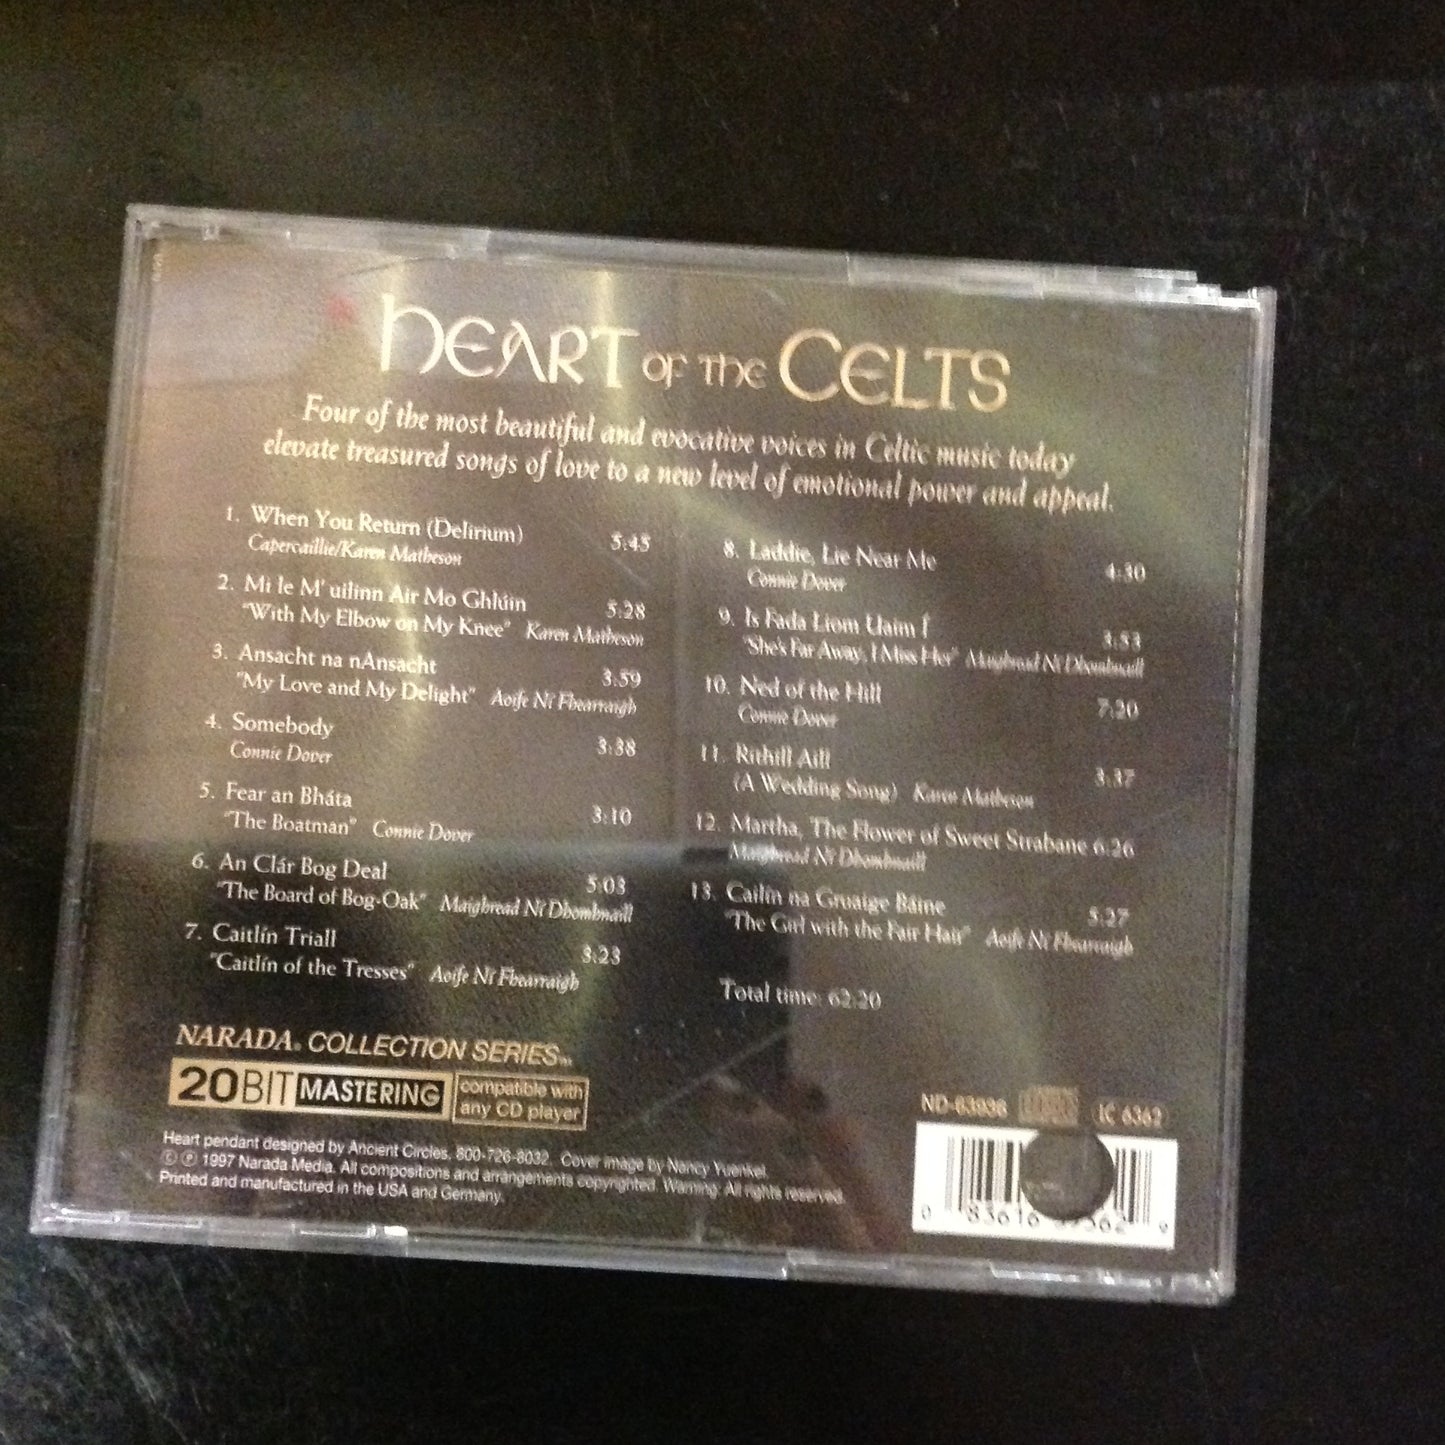 HEART OF THE CELTS
Four of the most beautiful and evocative voices in Celtic music today
elevate treasured songs of love to a new level of emotional power and appeal.
1. When You Return (Delirium) 5:45
Capercaillie/Karen Matheson
2. Mi le M' uilinn Air Mo Ghlúin 5:28
"With My Elbow on My Knee" Karen Matheson
3. Ansacht na nAnsacht 3:59
"My Love and My Delight" Aoife Ní Fhearraigh
4. Somebody 3:38
Connie Dover
5. Fear an Bháta 3:10
"The Boatman" Connie Dover
6. An Clár Bog Deal 5:03
"The Board of Bog-Oak" Maighread Ní Dhomhnaill
7. Caitlín Triall 3:23
"Caitlín of the Tresses" Aoife Ní Fhearraigh
8. Laddie, Lie Near Me 4:30
Connie Dover
9. Is Fada Liom Uaim Í 3:53
"She's Far Away, I Miss Her" Maighread Ní Dhomhnaill
10. Ned of the Hill 7:20
Connie Dover
11. Rithill Aill 3:37
(A Wedding Song) Karen Matheson
12. Martha, The Flower of Sweet Strabane 6:26
Maighread Ní Dhomhnaill
13. Cailín na Gruaige Báine 5:27
"The Girl with the Fair Hair" Aoife Ní Fhearraigh
Total time: 62:20
NARADA® COLLECTION SERIES™
20 BIT MASTERING
compatible with
any CD player
Heart pendant designed by Ancient Circles, 800-726-8032. Cover image by Nancy Yuenkel.
© ℗ 1997 Narada Media. All compositions and arrangements copyrighted. Warning: All rights reserved.
Printed and manufactured in the USA and Germany.
LC 6362
0 83616 9